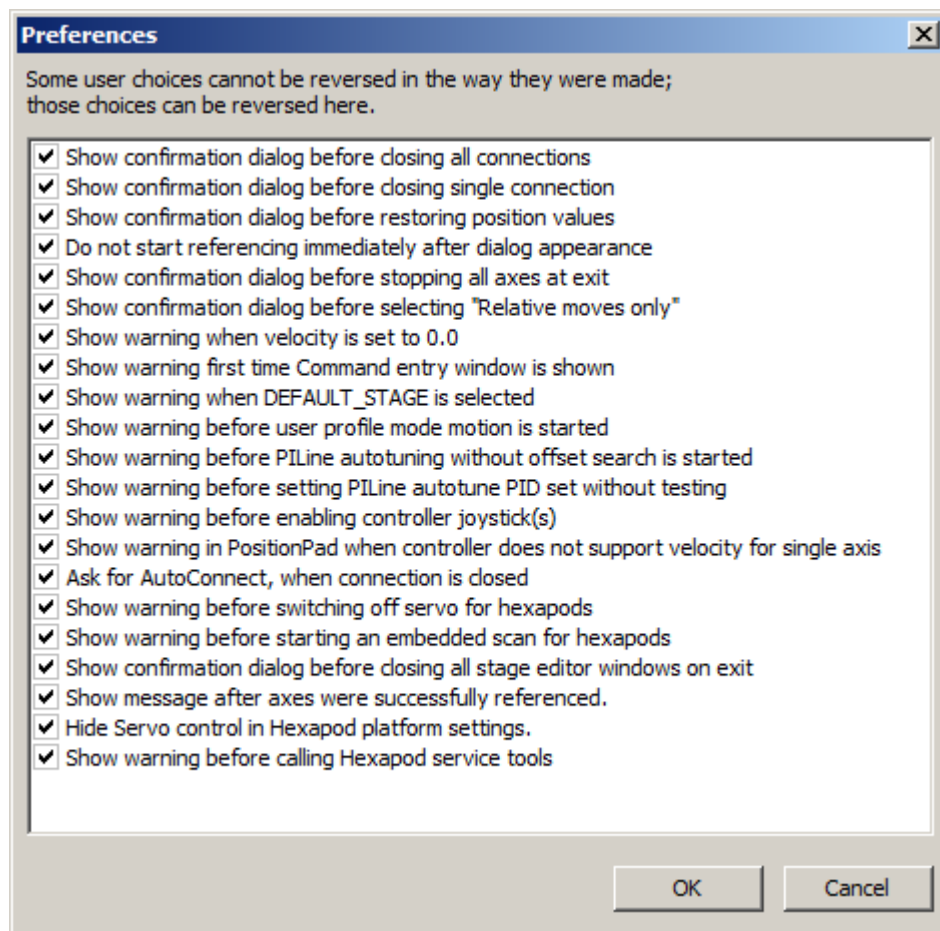 Preferences
Some user choices cannot be reversed in the way they were made;
those choices can be reversed here.
Show confirmation dialog before closing all connections
Show confirmation dialog before closing single connection
Show confirmation dialog before restoring position values
Do not start referencing immediately after dialog appearance
Show confirmation dialog before stopping all axes at exit
Show confirmation dialog before selecting "Relative moves only"
Show warning when velocity is set to 0.0
Show warning first time Command entry window is shown
Show warning when DEFAULT_STAGE is selected
Show warning before user profile mode motion is started
Show warning before PILine autotuning without offset search is started
Show warning before setting PILine autotune PID set without testing
Show warning before enabling controller joystick(s)
Show warning in PositionPad when controller does not support velocity for single axis
Ask for AutoConnect, when connection is closed
Show warning before switching off servo for hexapods
Show warning before starting an embedded scan for hexapods
Show confirmation dialog before closing all stage editor windows on exit
Show message after axes were successfully referenced.
Hide Servo control in Hexapod platform settings.
Show warning before calling Hexapod service tools
OK
Cancel